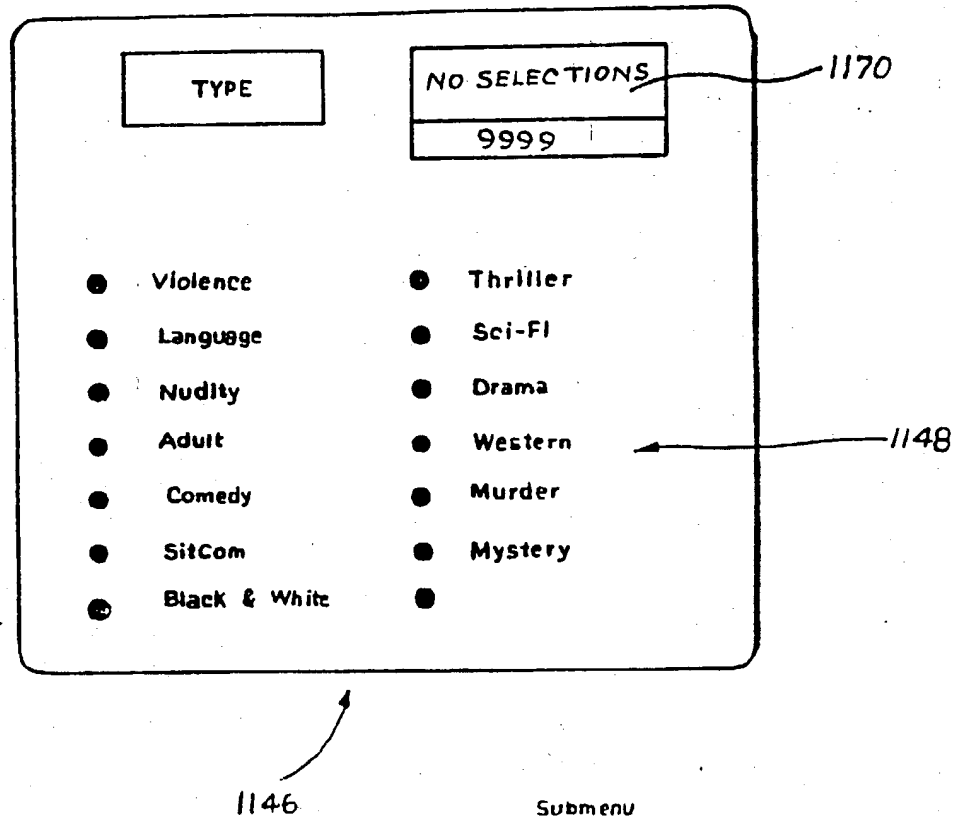 TYPE
NO SELECTIONS
1170
9999
Violence
Thriller
Language
Sci-Fi
Nudity
Drama
Adult
Western
1148
Comedy
Murder
SitCom
Mystery
Black & White
1146
Submenu